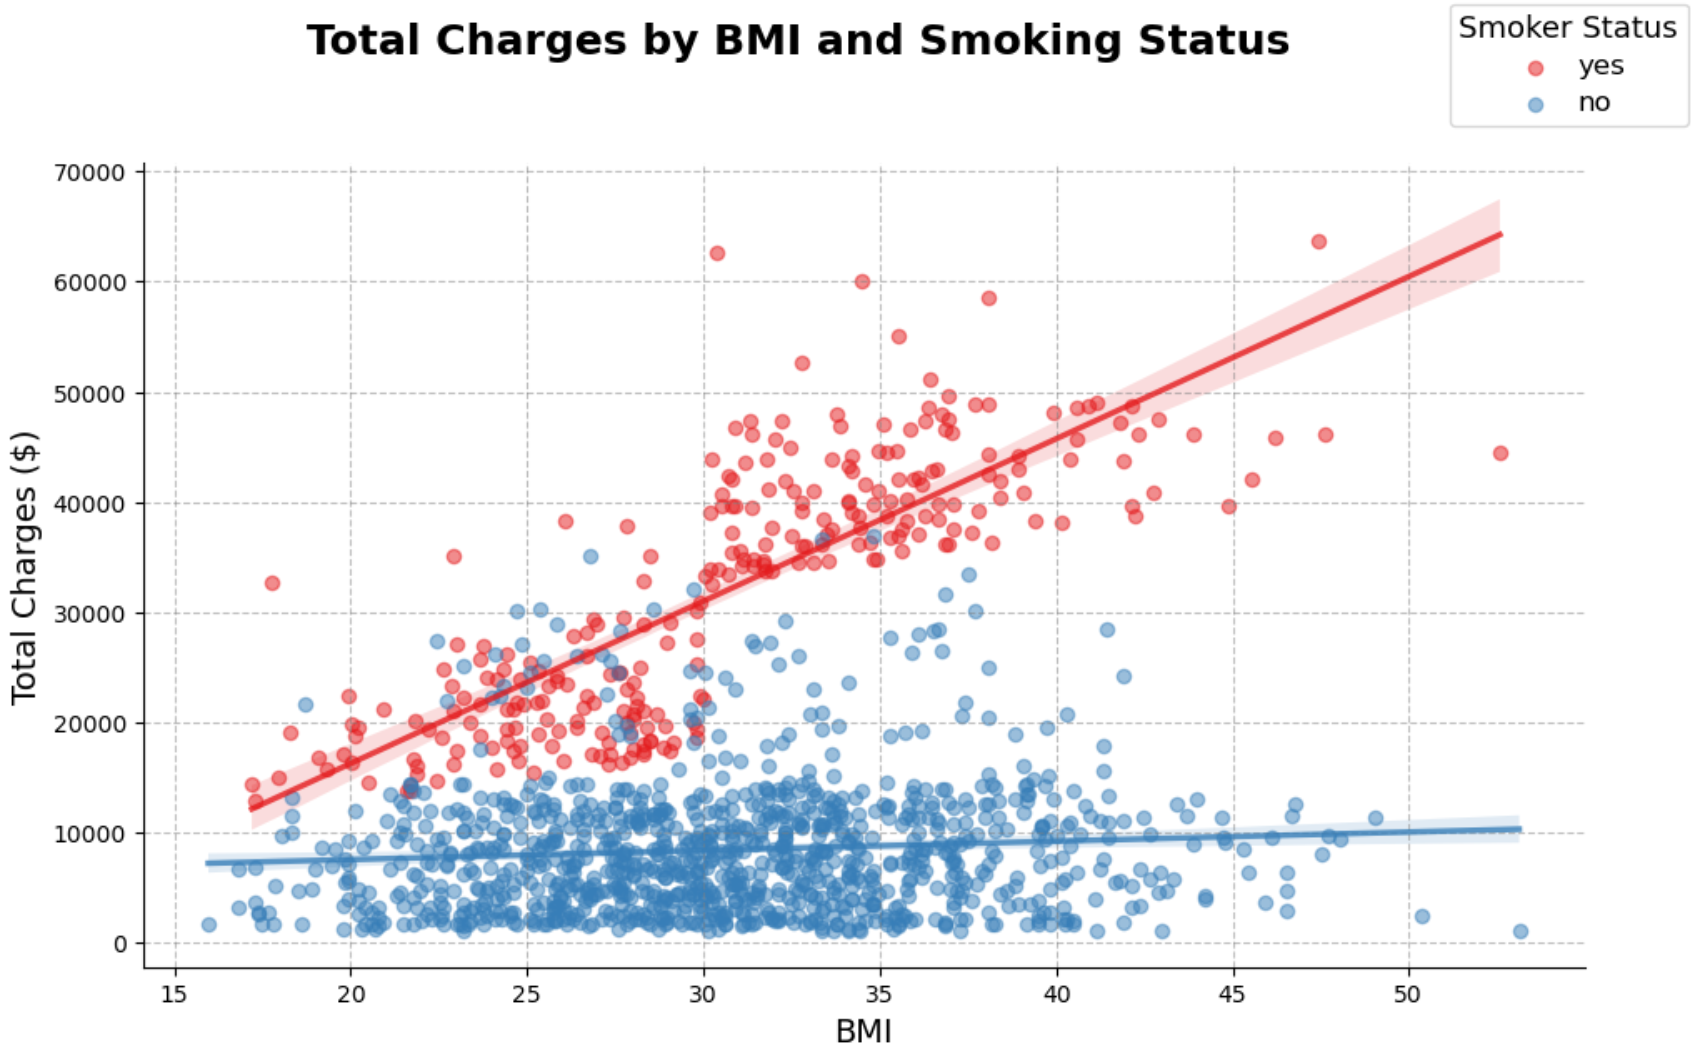 Total Charges by BMI and Smoking Status
Smoker Status
yes
no
70000
60000
50000
40000
30000
20000
10000
0
Total Charges ($)
15 20 25 30 35 40 45 50
BMI